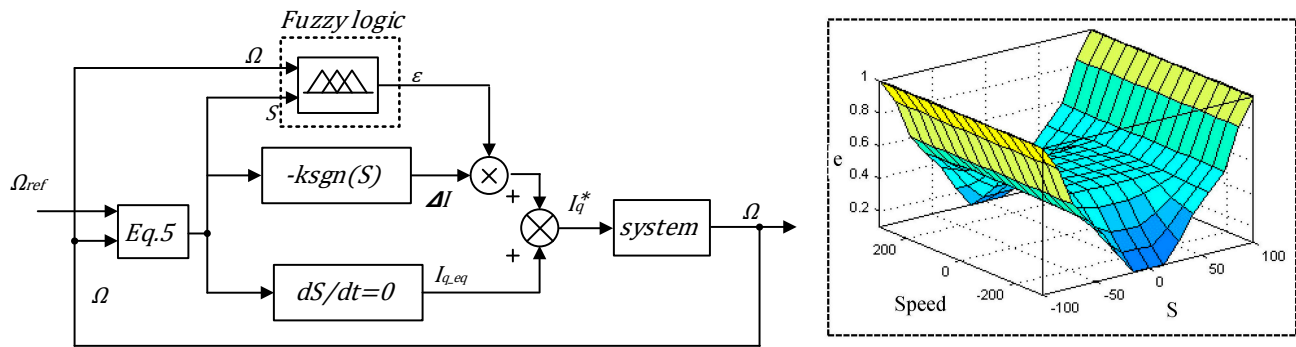 Fuzzy logic
Ω
ε
S
-ksgn(S)
ΔI
×
+
Ωref
Eq.5
Iq*
system
Ω
+
dS/dt=0
Iq_eq
Ω
1
0.8
0.6
0.4
0.2
e
200
0
-200
Speed
-100
-50
0
50
100
S